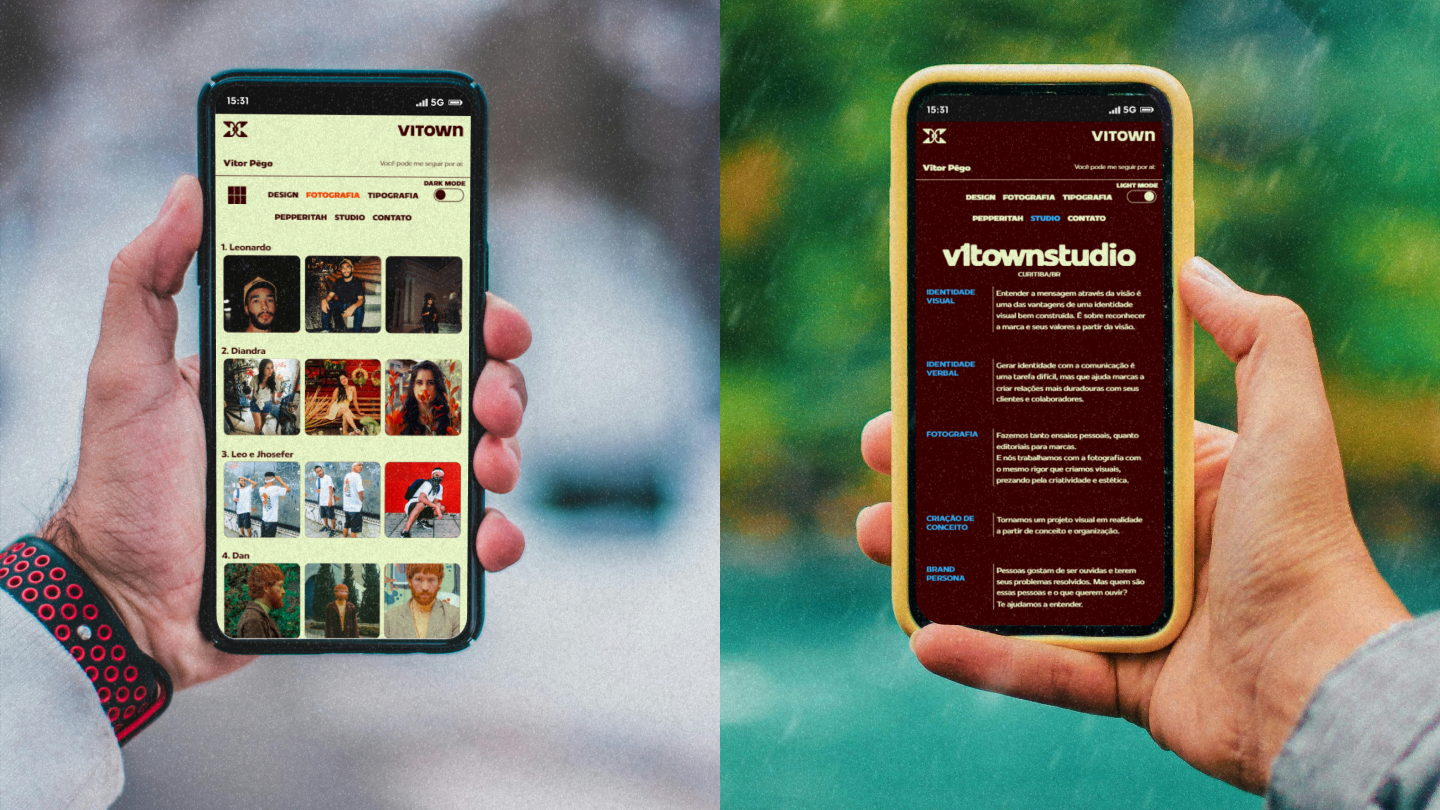 15:31
5G
VITOWN
Vitor Pêgo
Você pode me seguir por aí:
DARK MODE
DESIGN FOTOGRAFIA TIPOGRAFIA
PEPPERITAH STUDIO CONTATO
1. Leonardo
2. Diandra
3. Leo e Jhosefer
4. Dan
15:31
5G
VITOWN
Vitor Pêgo
Você pode me seguir por aí:
LIGHT MODE
DESIGN FOTOGRAFIA TIPOGRAFIA
PEPPERITAH STUDIO CONTATO
v1townstudio
CURITIBA/BR
IDENTIDADE
VISUAL
Entender a mensagem através da visão é
uma das vantagens de uma identidade
visual bem construída. É sobre reconhecer
a marca e seus valores a partir da visão.
IDENTIDADE
VERBAL
Gerar identidade com a comunicação é
uma tarefa difícil, mas que ajuda marcas a
criar relações mais duradouras com seus
clientes e colaboradores.
FOTOGRAFIA
Fazemos tanto ensaios pessoais, quanto
editoriais para marcas.
E nós trabalhamos com a fotografia com
o mesmo rigor que criamos visuais,
prezando pela criatividade e estética.
CRIAÇÃO DE
CONCEITO
Tornamos um projeto visual em realidade
a partir de conceito e organização.
BRAND
PERSONA
Pessoas gostam de ser ouvidas e terem
seus problemas resolvidos. Mas quem são
essas pessoas e o que querem ouvir?
Te ajudamos a entender.